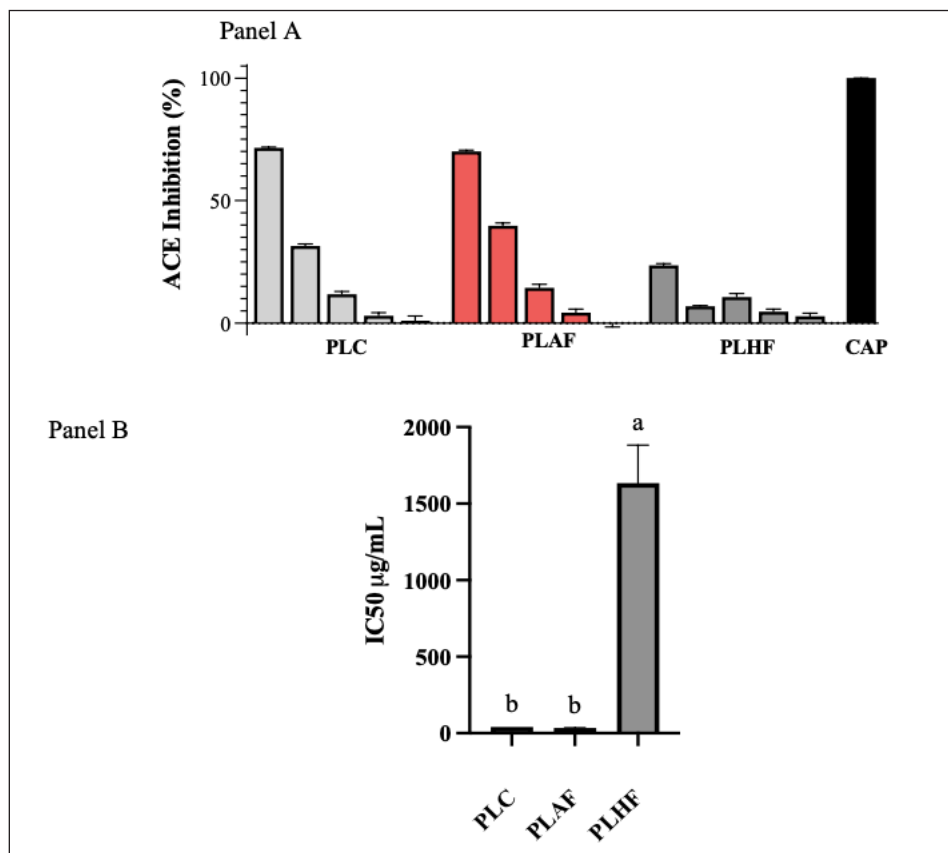 Panel A
ACE Inhibition (%)
100
50
0
PLC
PLAF
PLHF
CAP
Panel B
IC50 µg/mL
2000
1500
1000
500
0
a
b
b
PLC
PLAF
PLHF